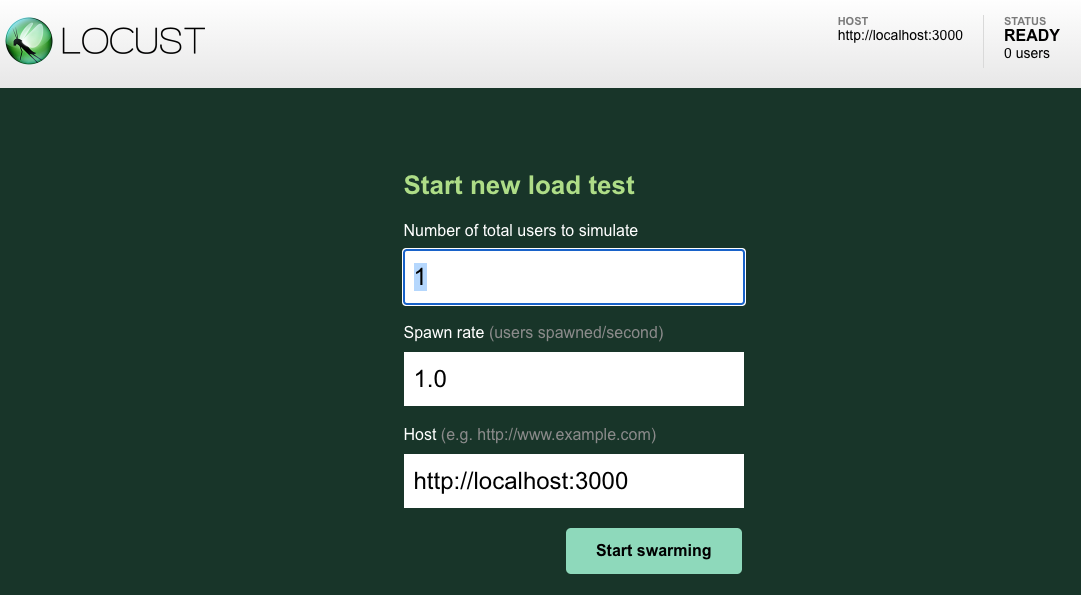 LOCUST
HOST
http://localhost:3000
STATUS
READY
0 users
Start new load test
Number of total users to simulate
1
Spawn rate (users spawned/second)
1.0
Host (e.g. http://www.example.com)
http://localhost:3000
Start swarming